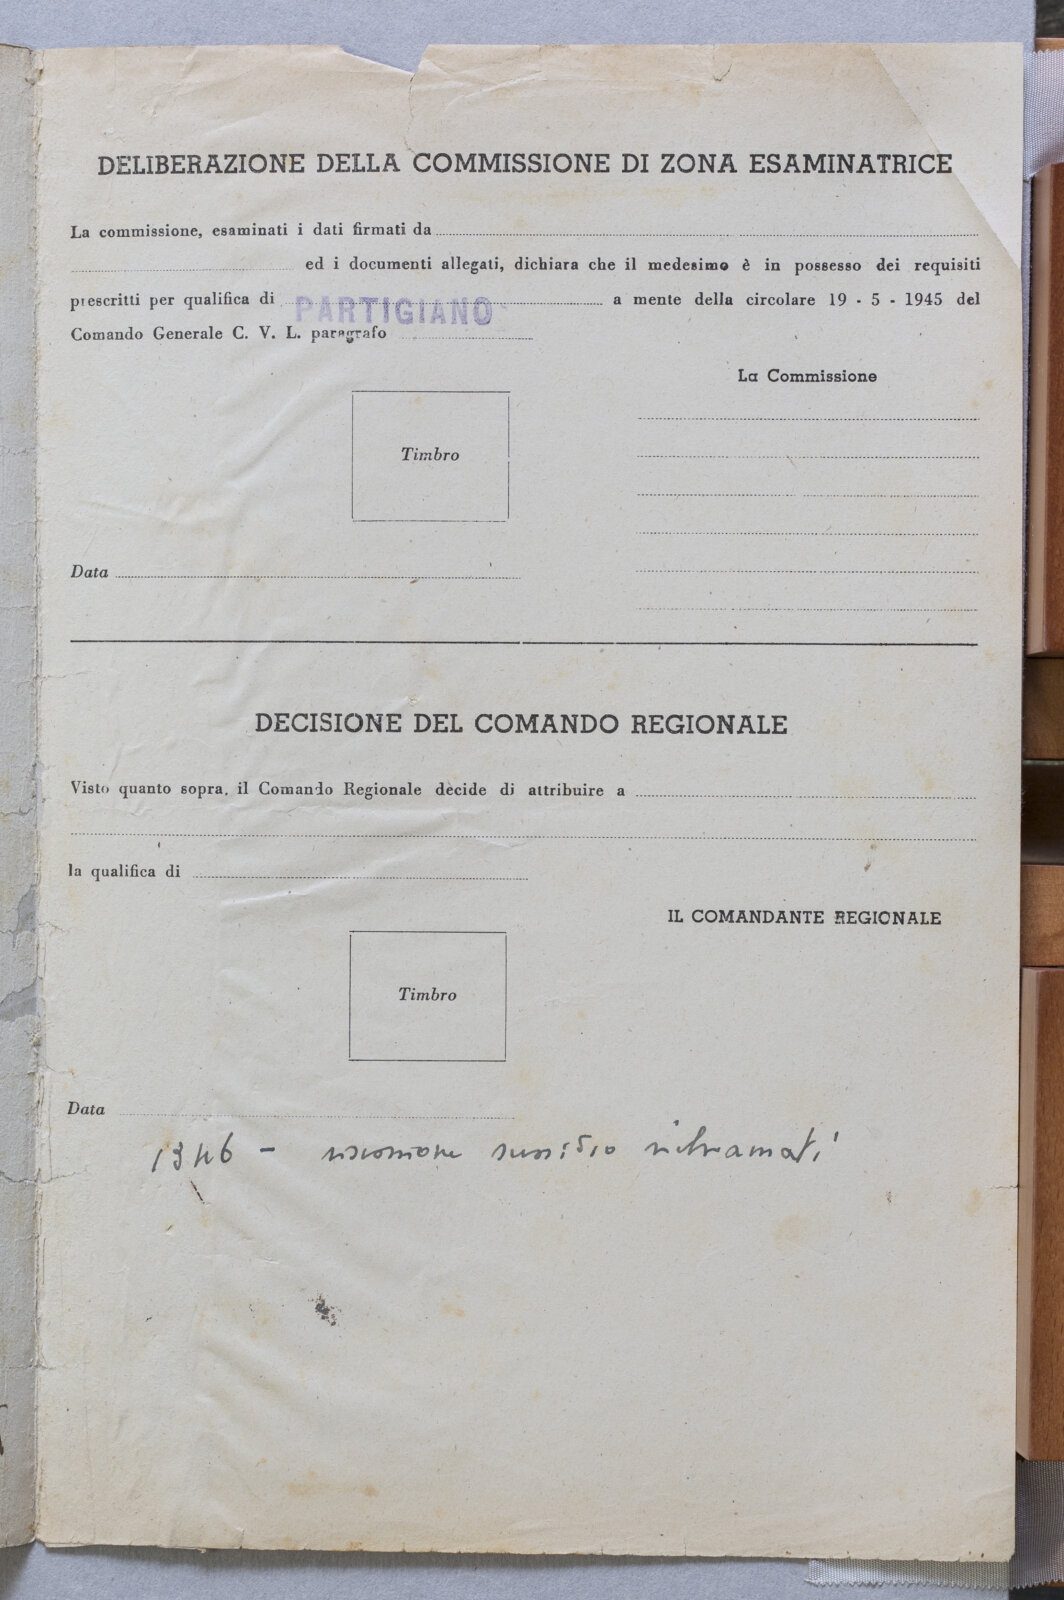 DELIBERAZIONE DELLA COMMISSIONE DI ZONA ESAMINATRICE
La commissione, esaminati i dati firmati da
ed i documenti allegati, dichiara che il medesimo è in possesso dei requisiti
prescritti per qualifica di PARTIGIANO a mente della circolare 19 - 5 - 1945 del
Comando Generale C. V. L. paragrafo
La Commissione
Timbro
Data
DECISIONE DEL COMANDO REGIONALE
Visto quanto sopra, il Comando Regionale decide di attribuire a
la qualifica di
IL COMANDANTE REGIONALE
Timbro
Data
1346 - riscossione sussidio